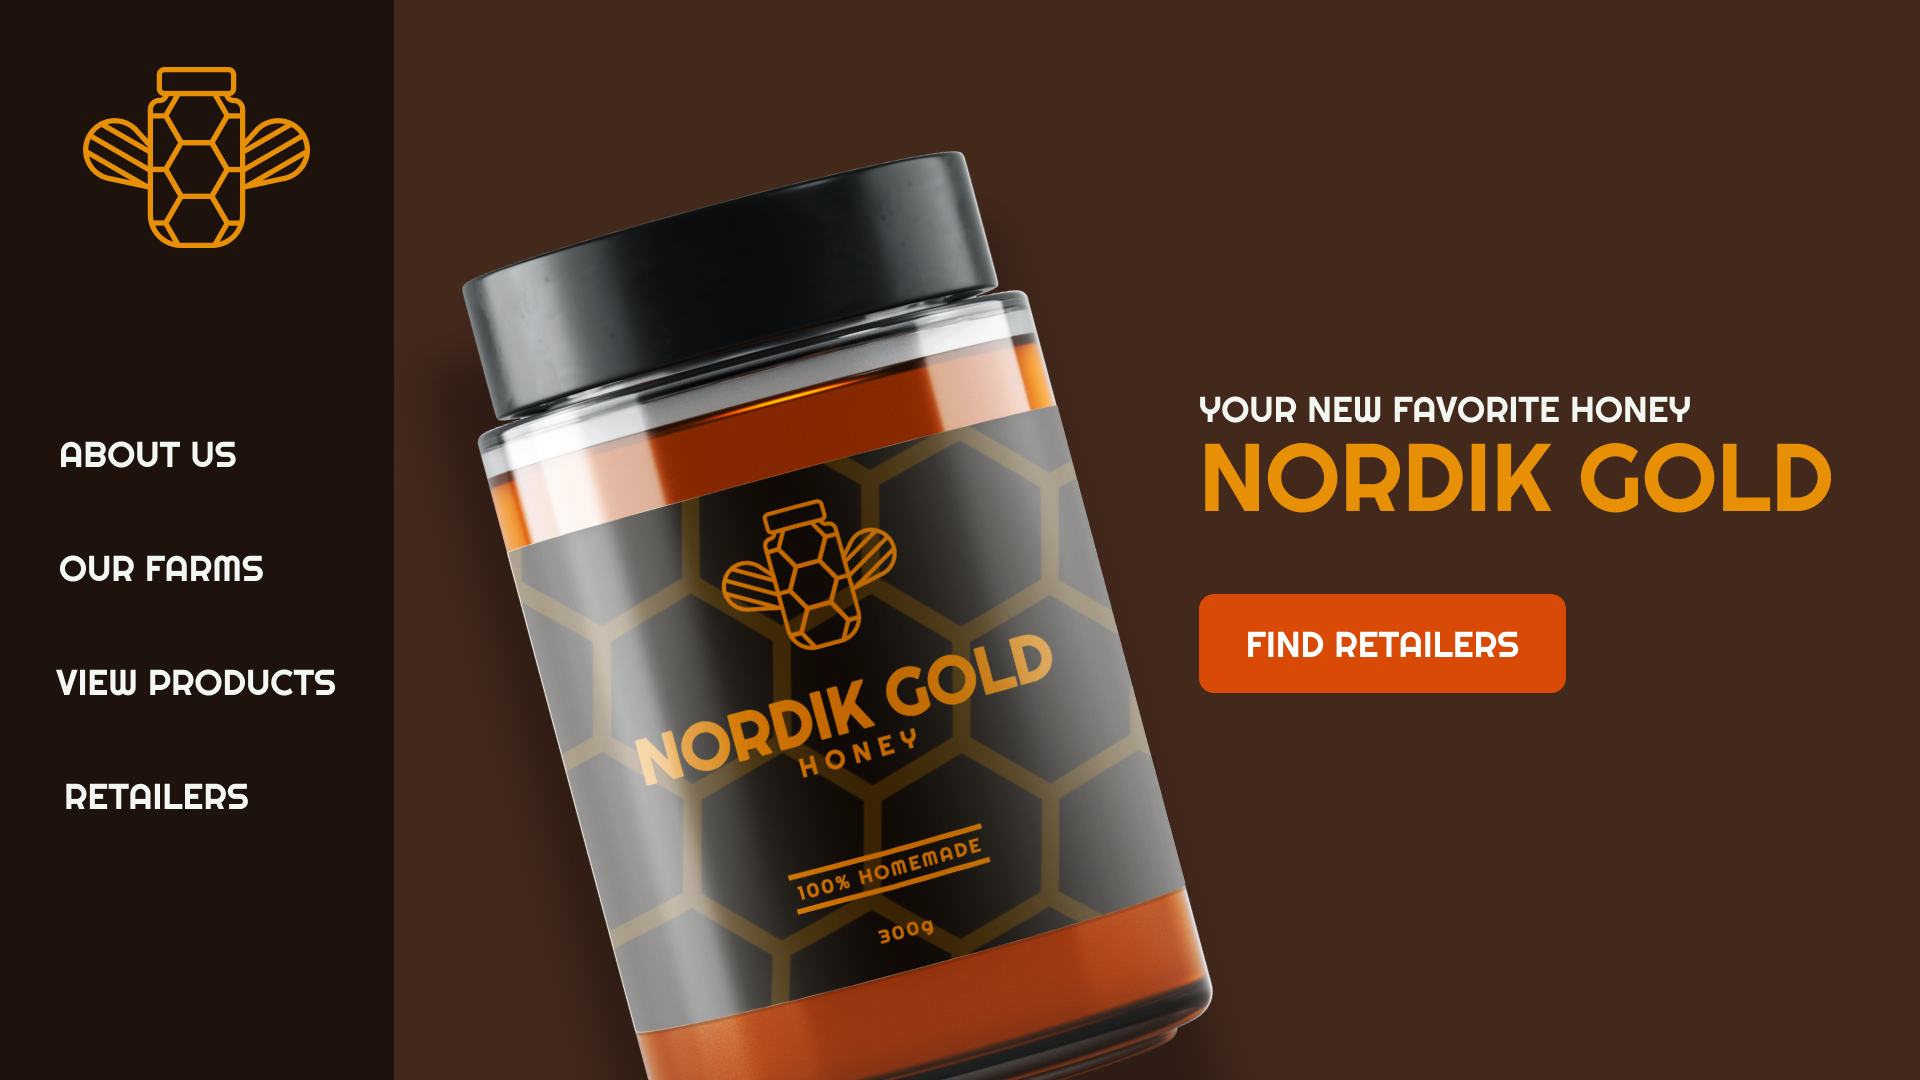 ABOUT US
OUR FARMS
VIEW PRODUCTS
RETAILERS
NORDIK GOLD
HONEY
100% HOMEMADE
300g
YOUR NEW FAVORITE HONEY
NORDIK GOLD
FIND RETAILERS